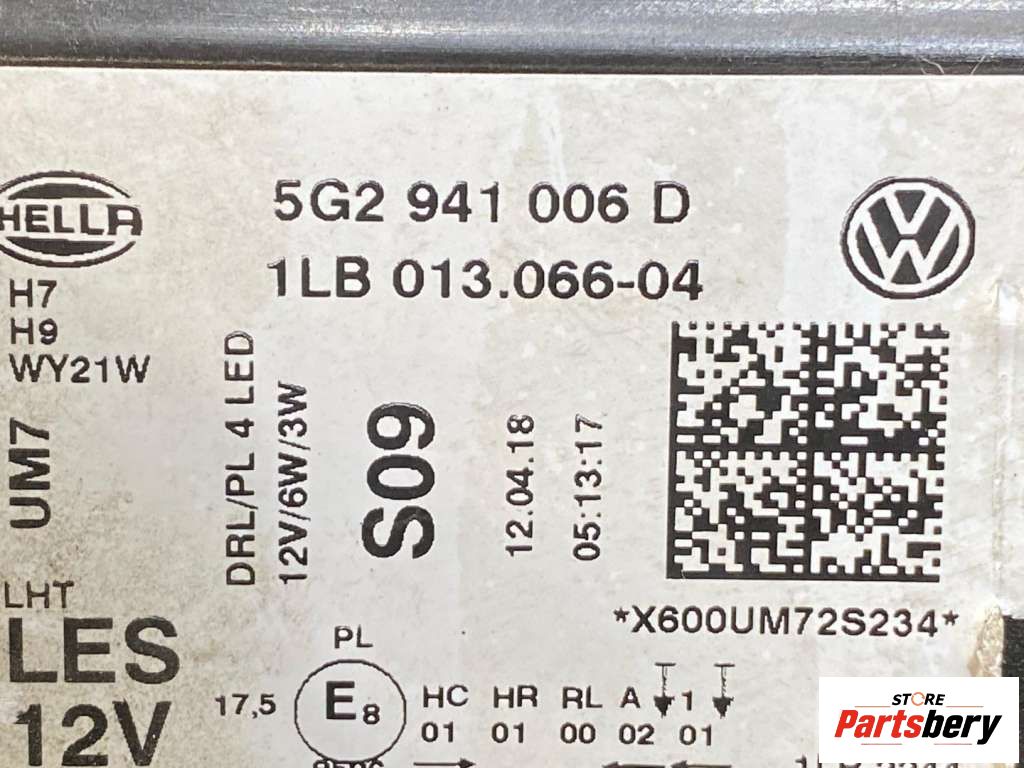 HELLA
5G2 941 006 D
1LB 013.066-04
H7
H9
WY21W
UM7
DRL/PL 4 LED
12V/6W/3W
S09
12.04.18
05:13:17
*X600UM72S234*
LHT
LES
12V
PL
17,5
E8
HC HR RL A 1
01 01 00 02 01
STORE
Partsbery